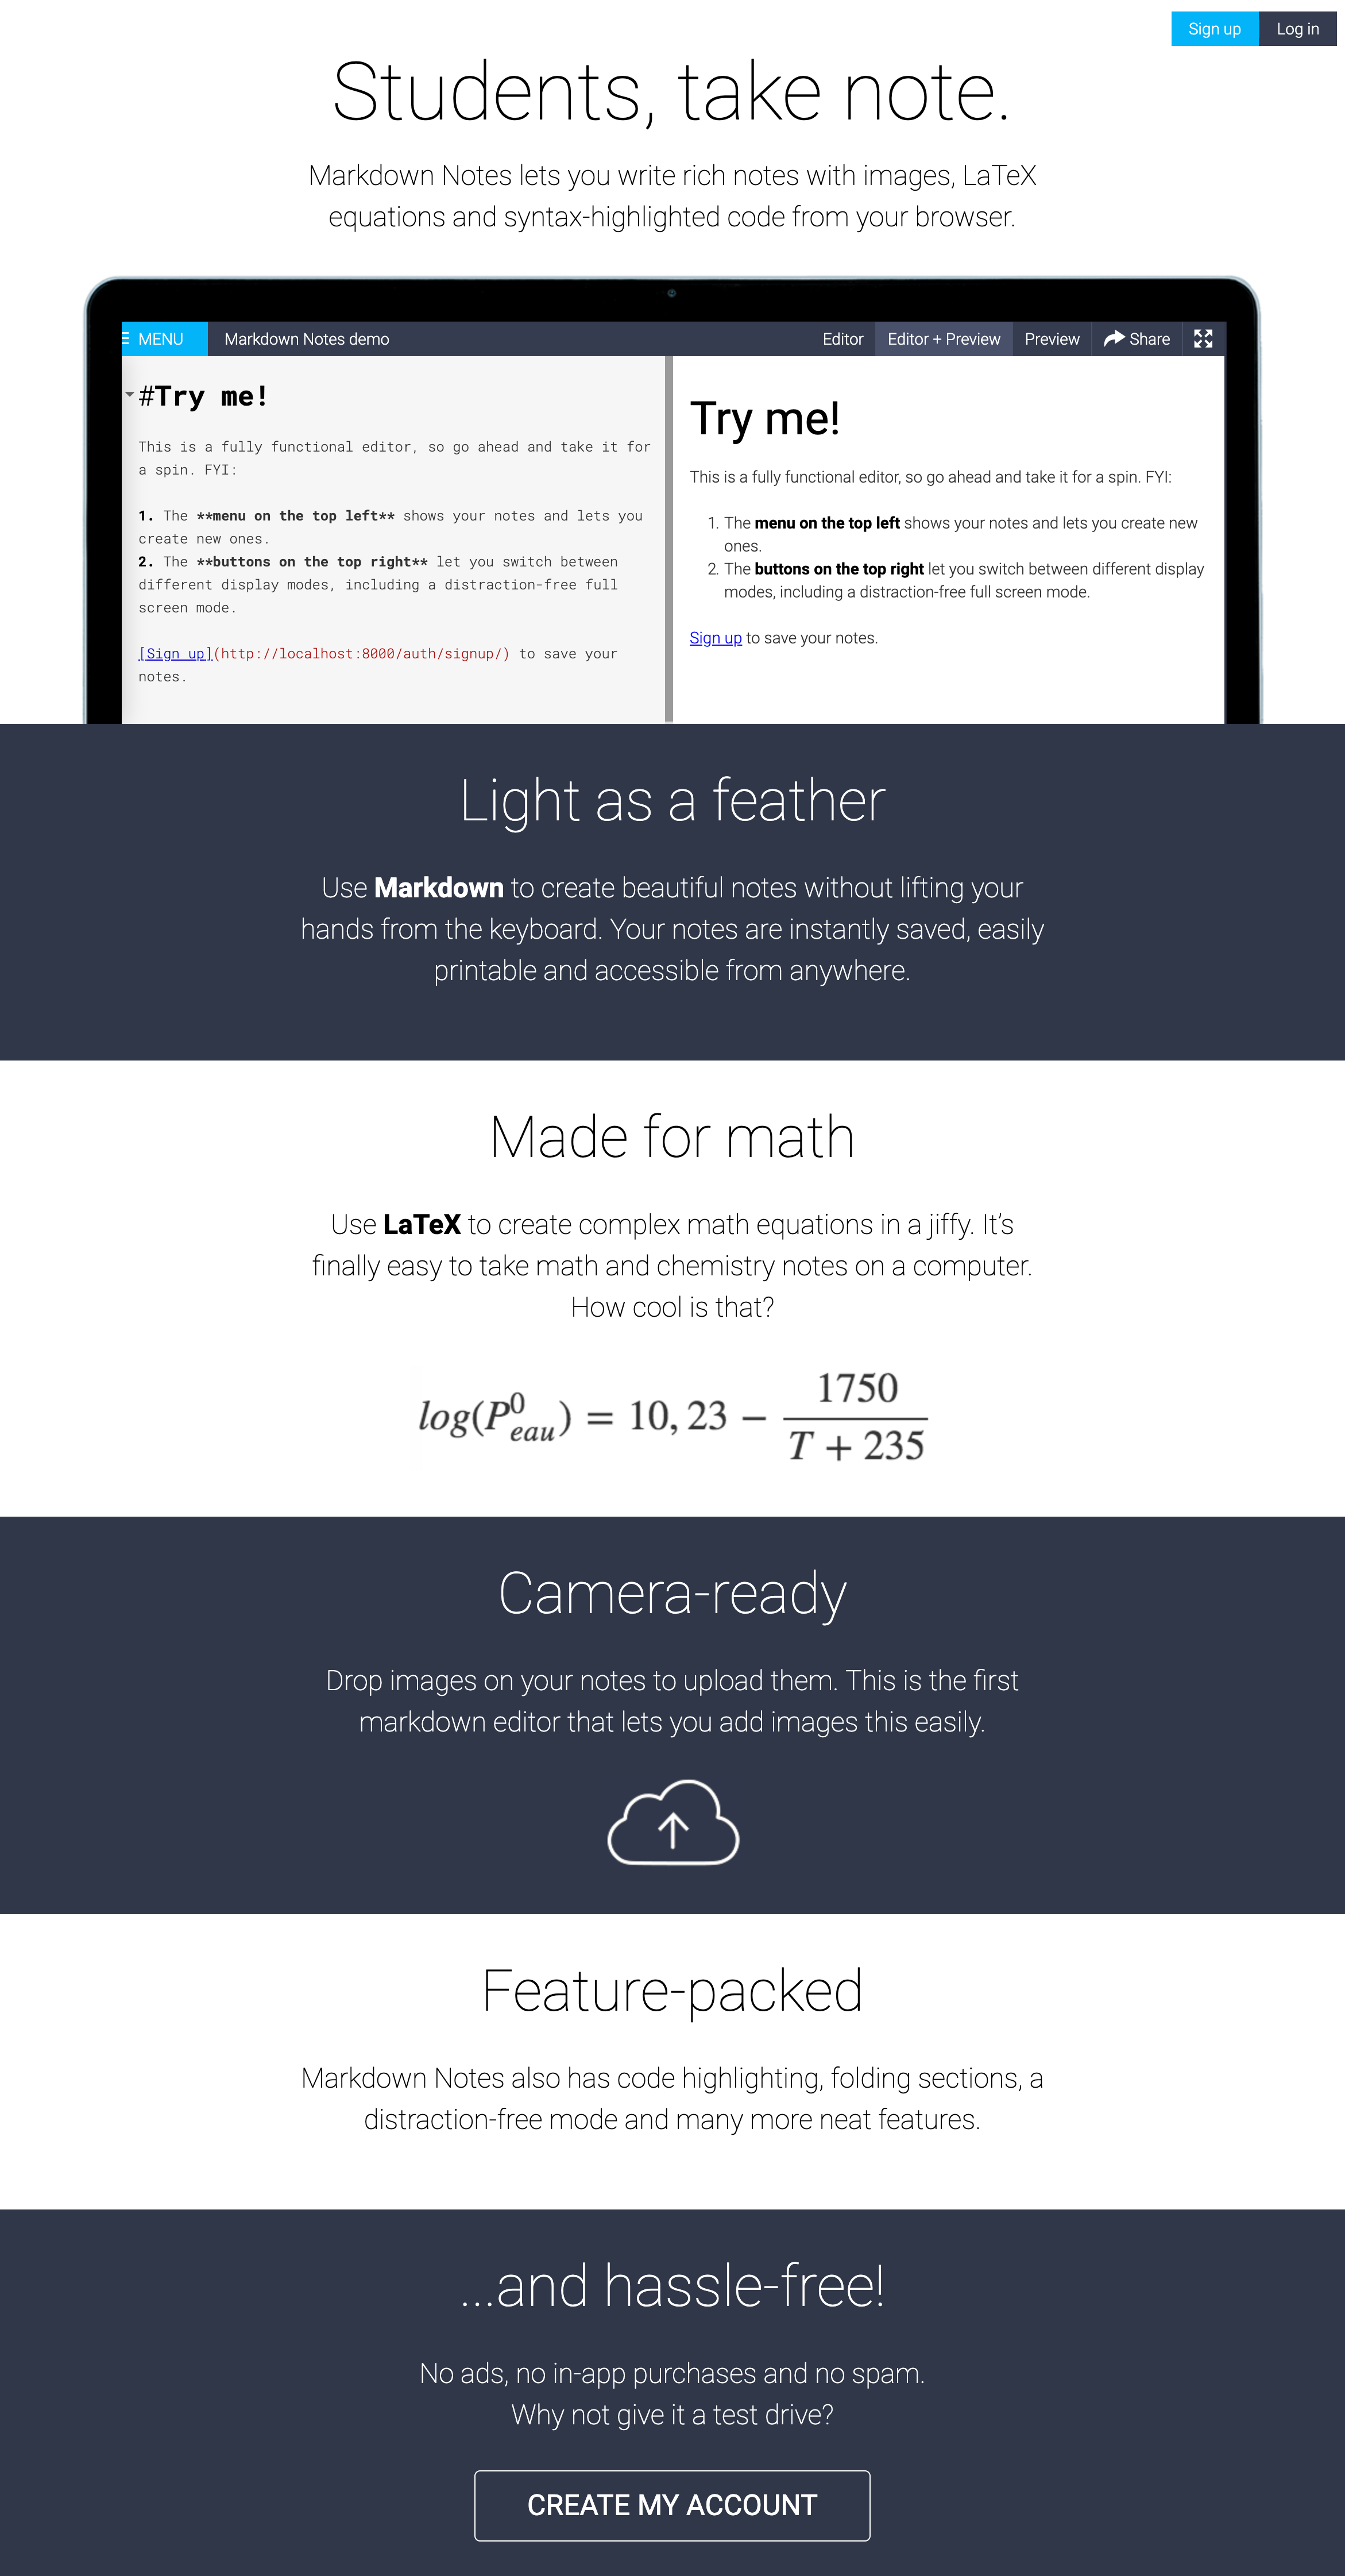 Sign up Log in
Students, take note.
Markdown Notes lets you write rich notes with images, LaTeX
equations and syntax-highlighted code from your browser.
MENU Markdown Notes demo Editor Editor + Preview Preview Share
#Try me!
This is a fully functional editor, so go ahead and take it for
a spin. FYI:
1. The **menu on the top left** shows your notes and lets you
create new ones.
2. The **buttons on the top right** let you switch between
different display modes, including a distraction-free full
screen mode.
[Sign up](http://localhost:8000/auth/signup/) to save your
notes.
Try me!
This is a fully functional editor, so go ahead and take it for a spin. FYI:
1. The menu on the top left shows your notes and lets you create new
ones.
2. The buttons on the top right let you switch between different display
modes, including a distraction-free full screen mode.
Sign up to save your notes.
Light as a feather
Use Markdown to create beautiful notes without lifting your
hands from the keyboard. Your notes are instantly saved, easily
printable and accessible from anywhere.
Made for math
Use LaTeX to create complex math equations in a jiffy. It’s
finally easy to take math and chemistry notes on a computer.
How cool is that?
log(P^0_eau) = 10, 23 − 1750 / (T + 235)
Camera-ready
Drop images on your notes to upload them. This is the first
markdown editor that lets you add images this easily.
Feature-packed
Markdown Notes also has code highlighting, folding sections, a
distraction-free mode and many more neat features.
...and hassle-free!
No ads, no in-app purchases and no spam.
Why not give it a test drive?
CREATE MY ACCOUNT